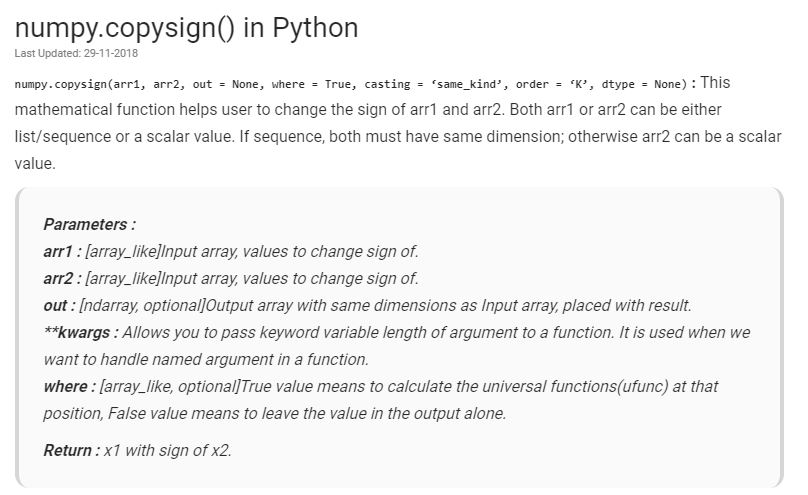 numpy.copysign() in Python
Last Updated: 29-11-2018
numpy.copysign(arr1, arr2, out = None, where = True, casting = ‘same_kind’, order = ‘K’, dtype = None) : This
mathematical function helps user to change the sign of arr1 and arr2. Both arr1 or arr2 can be either
list/sequence or a scalar value. If sequence, both must have same dimension; otherwise arr2 can be a scalar
value.
Parameters :
arr1 : [array_like]Input array, values to change sign of.
arr2 : [array_like]Input array, values to change sign of.
out : [ndarray, optional]Output array with same dimensions as Input array, placed with result.
**kwargs : Allows you to pass keyword variable length of argument to a function. It is used when we
want to handle named argument in a function.
where : [array_like, optional]True value means to calculate the universal functions(ufunc) at that
position, False value means to leave the value in the output alone.
Return : x1 with sign of x2.